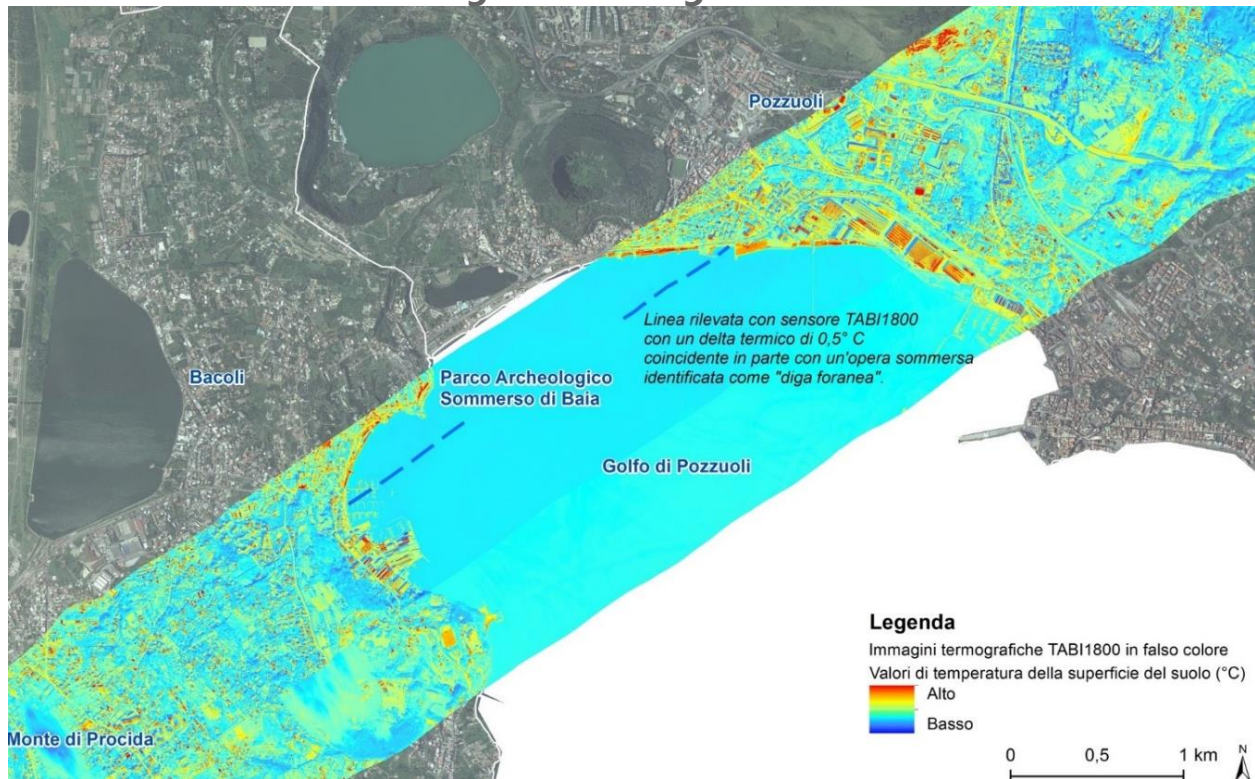 Pozzuoli
Linea rilevata con sensore TABI1800
con un delta termico di 0,5° C
coincidente in parte con un'opera sommersa
identificata come "diga foranea".
Bacoli
Parco Archeologico
Sommerso di Baia
Golfo di Pozzuoli
Monte di Procida
Legenda
Immagini termografiche TABI1800 in falso colore
Valori di temperatura della superficie del suolo (°C)
Alto
Basso
0 0,5 1 km
N